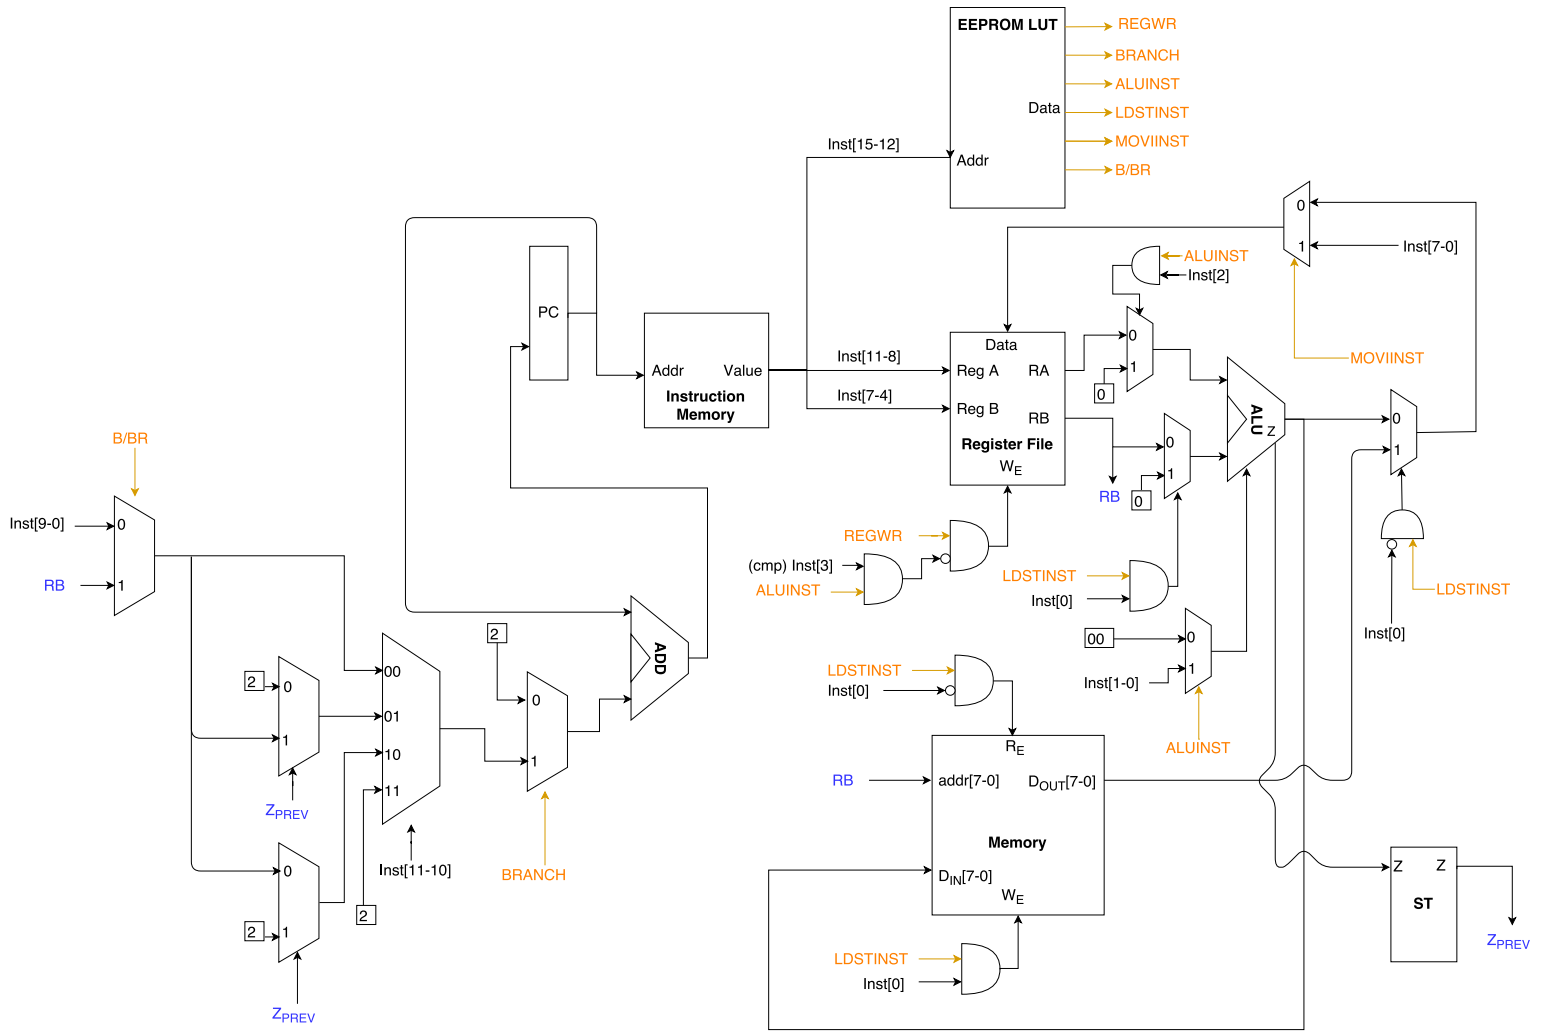 EEPROM LUT
REGWR
BRANCH
ALUINST
Data
LDSTINST
MOVIINST
B/BR
Inst[15-12]
Addr
0
1
Inst[7-0]
MOVIINST
ALUINST
Inst[2]
PC
Addr
Value
Instruction
Memory
Inst[11-8]
Inst[7-4]
Data
Reg A
RA
Reg B
RB
Register File
WE
0
1
0
0
1
0
RB
ALU
Z
0
1
LDSTINST
Inst[0]
REGWR
(cmp) Inst[3]
ALUINST
LDSTINST
Inst[0]
00
0
Inst[1-0]
1
ALUINST
B/BR
Inst[9-0]
0
RB
1
2
0
1
ZPREV
0
2
1
ZPREV
00
01
10
11
Inst[11-10]
2
2
0
1
BRANCH
ADD
LDSTINST
Inst[0]
RE
RB
addr[7-0]
DOUT[7-0]
Memory
DIN[7-0]
WE
LDSTINST
Inst[0]
Z
Z
ST
ZPREV